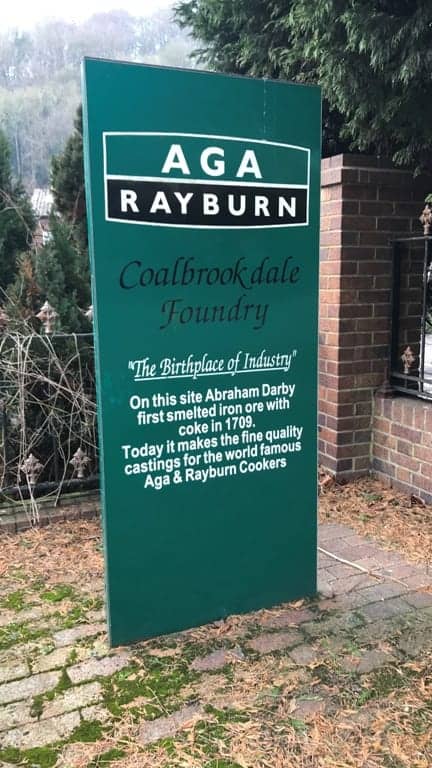 AGA
RAYBURN
Coalbrookdale
Foundry
"The Birthplace of Industry"
On this site Abraham Darby
first smelted iron ore with
coke in 1709.
Today it makes the fine quality
castings for the world famous
Aga & Rayburn Cookers